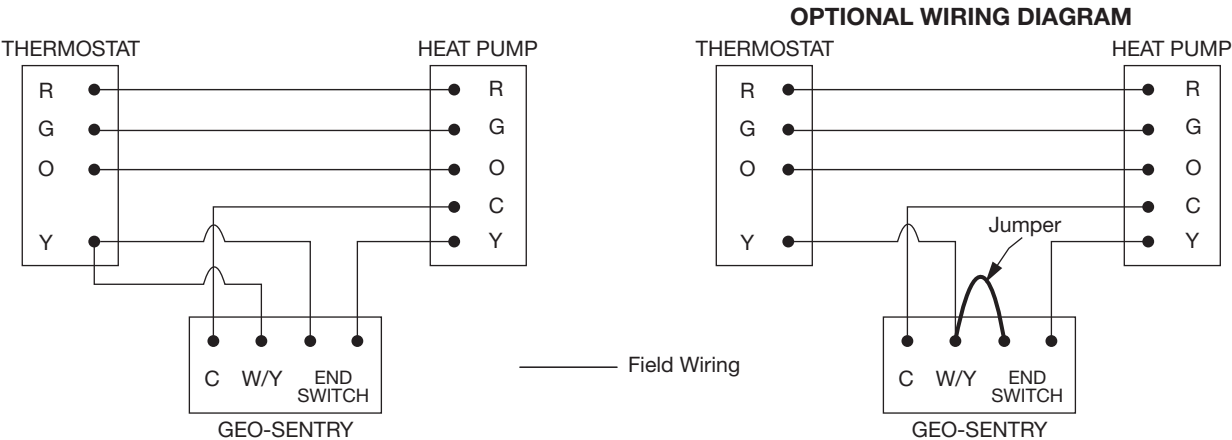 OPTIONAL WIRING DIAGRAM
THERMOSTAT
HEAT PUMP
R
G
O
Y
R
G
O
C
Y
C
W/Y
END
SWITCH
GEO-SENTRY
Field Wiring
THERMOSTAT
HEAT PUMP
R
G
O
Y
R
G
O
C
Y
Jumper
C
W/Y
END
SWITCH
GEO-SENTRY